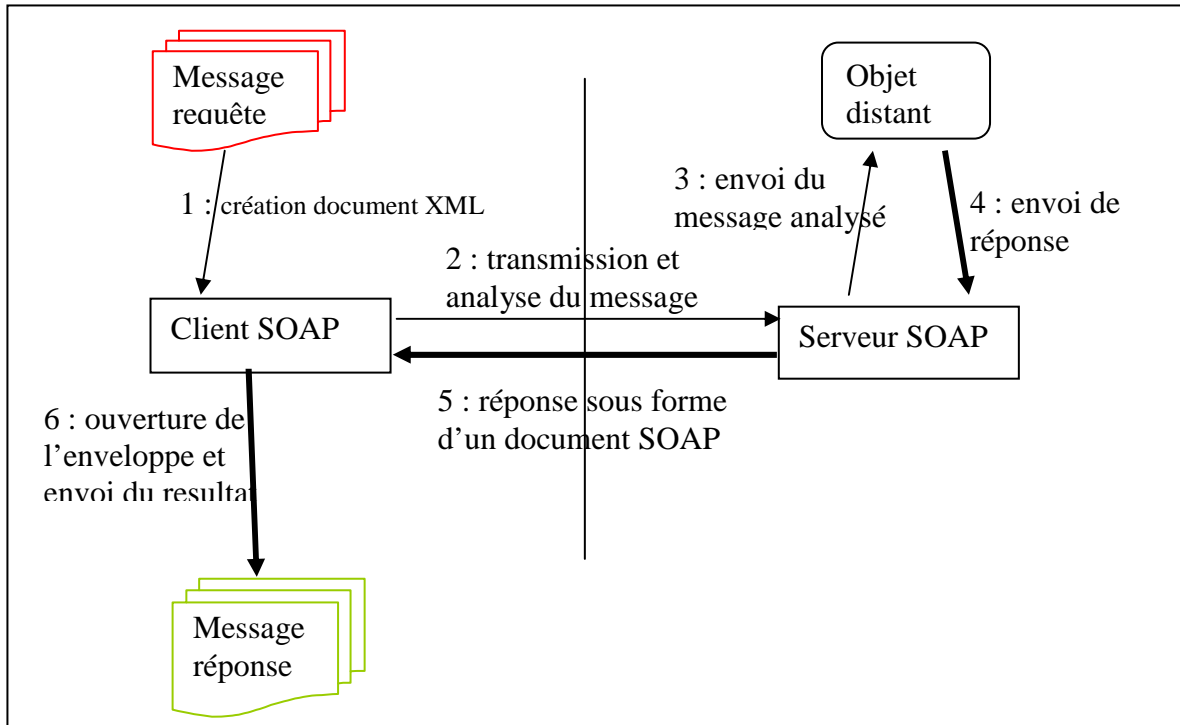 Message
requête
Objet
distant
1 : création document XML
3 : envoi du
message analysé
4 : envoi de
réponse
2 : transmission et
analyse du message
Client SOAP
Serveur SOAP
5 : réponse sous forme
d’un document SOAP
6 : ouverture de
l’enveloppe et
envoi du resultat
Message
réponse